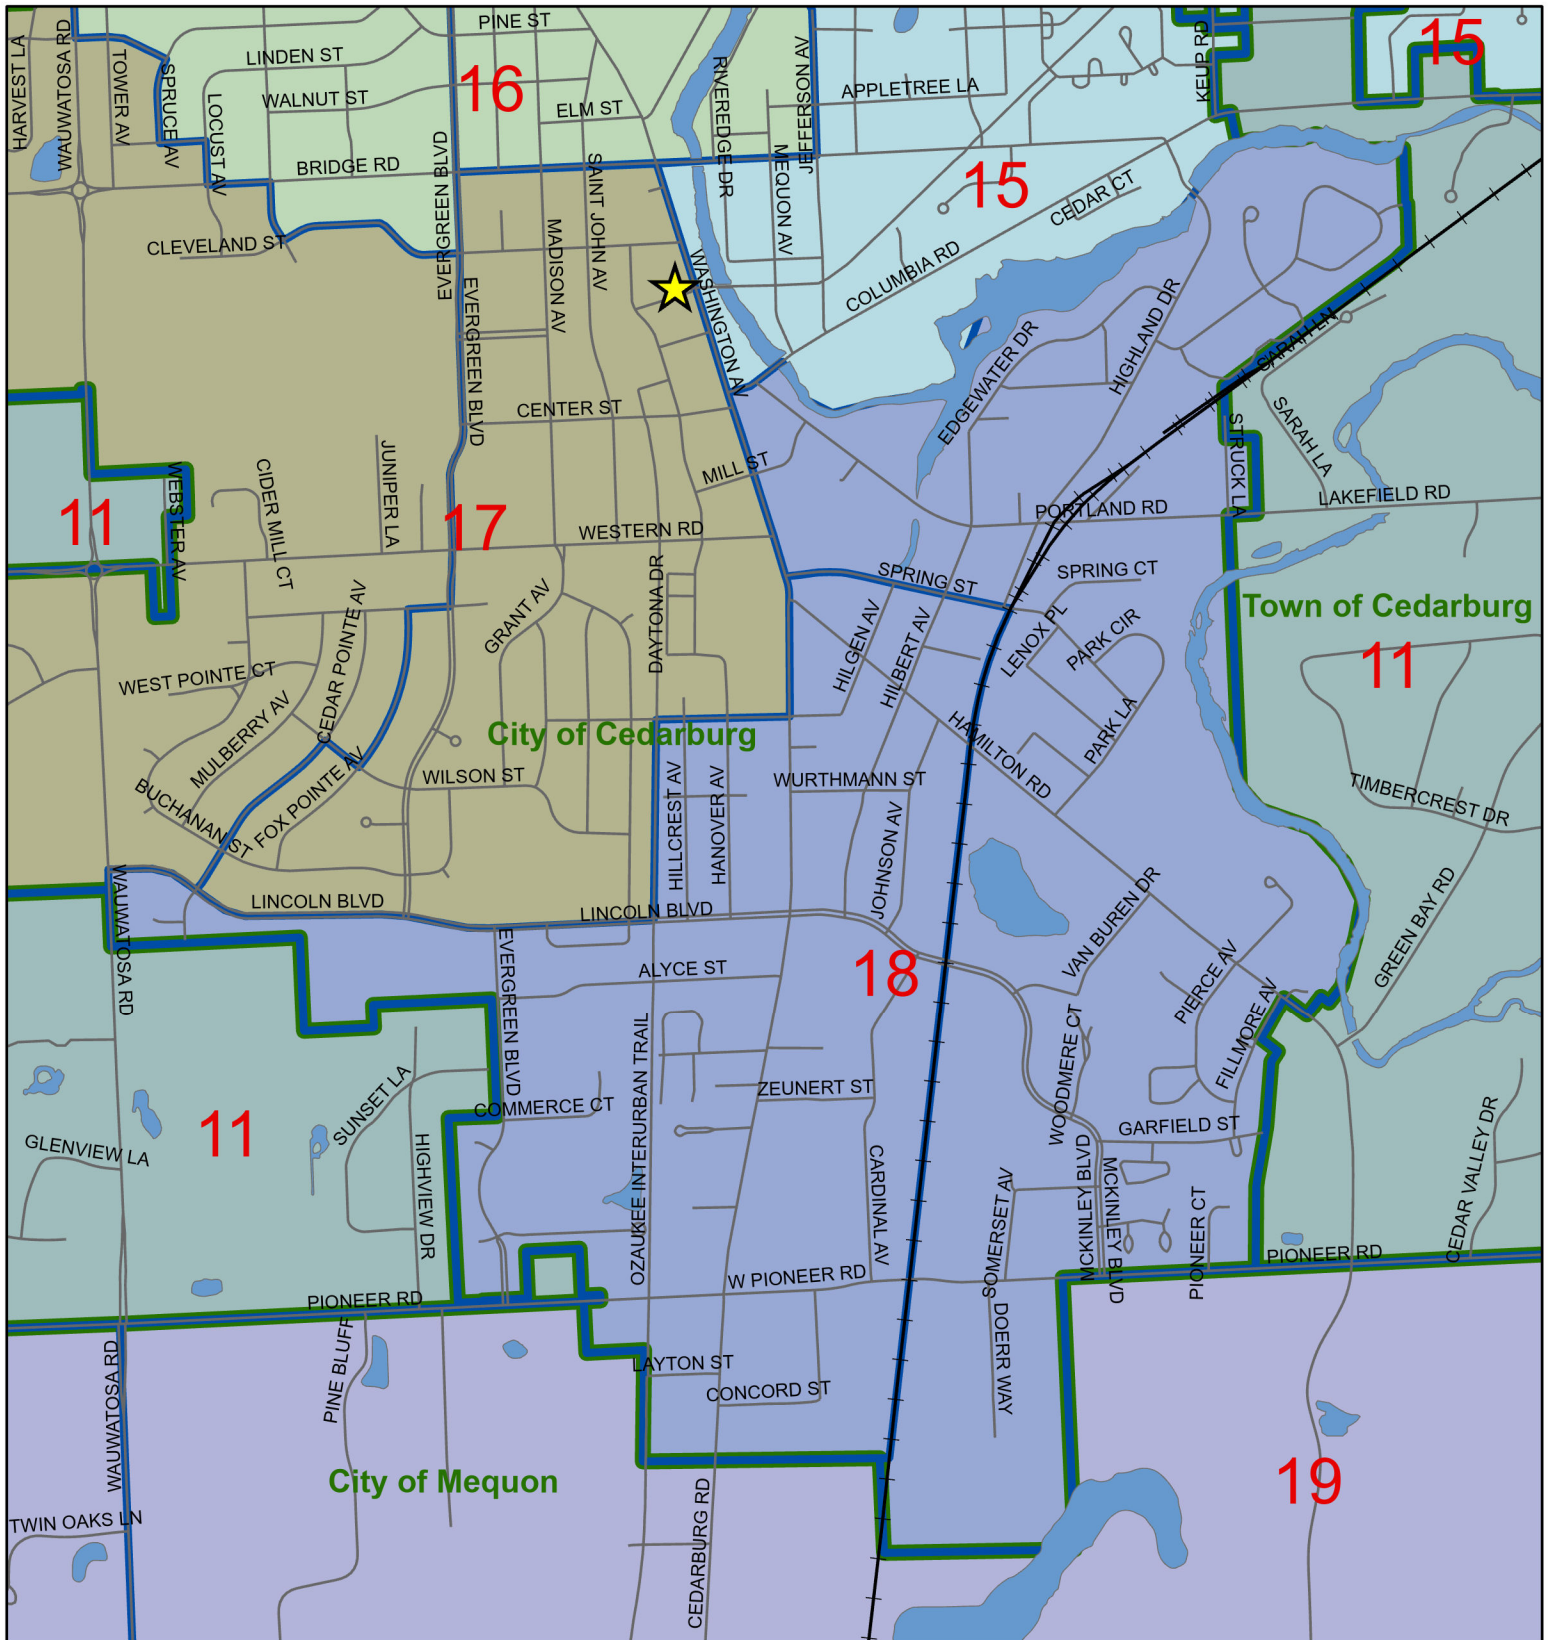 PINE ST
HARVEST LA
WAUWATOSA RD
TOWER AV
SPRUCE AV
LINDEN ST
16
RIVEREDGE DR
JEFFERSON AV
KEUP RD
15
LOCUST AV
WALNUT ST
ELM ST
APPLETREE LA
BRIDGE RD
EVERGREEN BLVD
SAINT JOHN AV
MEQUON AV
15
CEDAR CT
CLEVELAND ST
MADISON AV
WASHINGTON AV
COLUMBIA RD
EVERGREEN BLVD
HIGHLAND DR
EDGEWATER DR
SARAH LN
CENTER ST
SARAH LA
STRUCK LA
JUNIPER LA
CIDER MILL CT
WEBSTER AV
MILL ST
LAKEFIELD RD
11
17
WESTERN RD
PORTLAND RD
SPRING ST
SPRING CT
DAYTONA DR
GRANT AV
CEDAR POINTE AV
HILGEN AV
HILBERT AV
LENOX PL
PARK CIR
Town of Cedarburg
11
WEST POINTE CT
MULBERRY AV
PARK LA
City of Cedarburg
HAMILTON RD
FOX POINTE AV
BUCHANAN ST
WILSON ST
HILLCREST AV
HANOVER AV
WURTHMANN ST
JOHNSON AV
TIMBERCREST DR
WAUWATOSA RD
LINCOLN BLVD
LINCOLN BLVD
VAN BUREN DR
GREEN BAY RD
EVERGREEN BLVD
ALYCE ST
18
PIERCE AV
FILLMORE AV
WOODMERE CT
OZAUKEE INTERURBAN TRAIL
SUNSET LA
COMMERCE CT
ZEUNERT ST
GARFIELD ST
11
GLENVIEW LA
HIGHVIEW DR
CARDINAL AV
SOMERSET AV
MCKINLEY BLVD
MCKINLEY BLVD
PIONEER CT
CEDAR VALLEY DR
PIONEER RD
W PIONEER RD
PIONEER RD
WAUWATOSA RD
PINE BLUFF
LAYTON ST
CONCORD ST
DOERR WAY
City of Mequon
19
TWIN OAKS LN
CEDARBURG RD